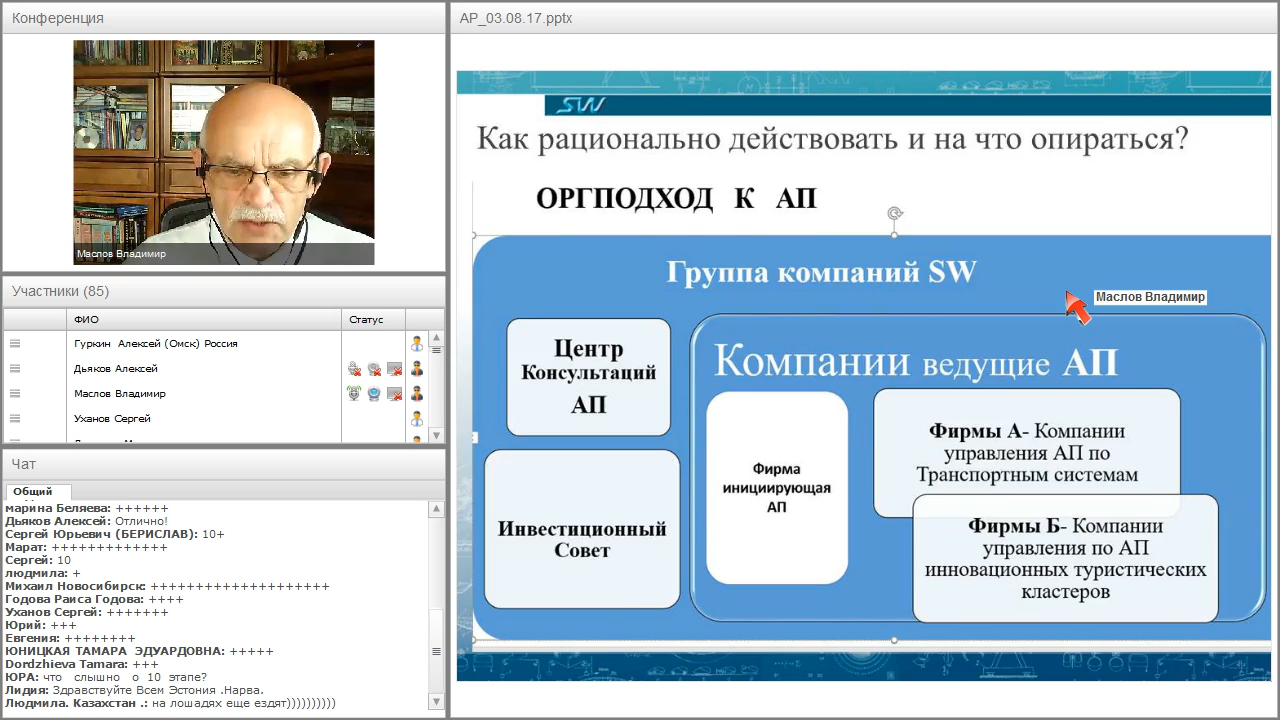 Конференция
Маслов Владимир
Участники (85)
ФИО
Статус
Гуркин Алексей (Омск) Россия
Дьяков Алексей
Маслов Владимир
Уханов Сергей
Чат
Общий
марина Беляева: ++++++
Дьяков Алексей: Отлично!
Сергей Юрьевич (БЕРИСЛАВ): 10+
Марат: +++++++++++++
Сергей: 10
людмила: +
Михаил Новосибирск: ++++++++++++++++++++
Годова Раиса Годова: ++++
Уханов Сергей: +++++++
Юрий: +++
Евгения: ++++++++
ЮНИЦКАЯ ТАМАРА ЭДУАРДОВНА: +++++
Dordzhieva Tamara: +++
Ю.А: что слышно о 10 этапе?
Лидия: Здравствуйте Всем Эстония .Нарва.
Людмила. Казахстан .: на лошадях еще ездят))))))))))
AP_03.08.17.pptx
SW
Как рационально действовать и на что опираться?
ОРГПОДХОД К АП
Группа компаний SW
Маслов Владимир
Центр
Консультаций
АП
Инвестиционный
Совет
Компании ведущие АП
Фирма
инициирующая
АП
Фирмы А- Компании
управления АП по
Транспортным системам
Фирмы Б- Компании
управления по АП
инновационных туристических
кластеров